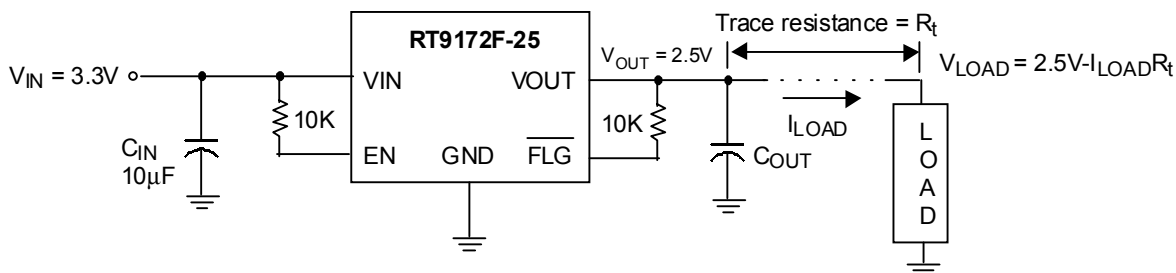 Trace resistance = Rt
RT9172F-25
VOUT = 2.5V
VIN = 3.3V
VIN
VOUT
VLOAD = 2.5V-ILOADRt
10K
10K
ILOAD
CIN
10µF
EN
GND
FLG
COUT
LOAD